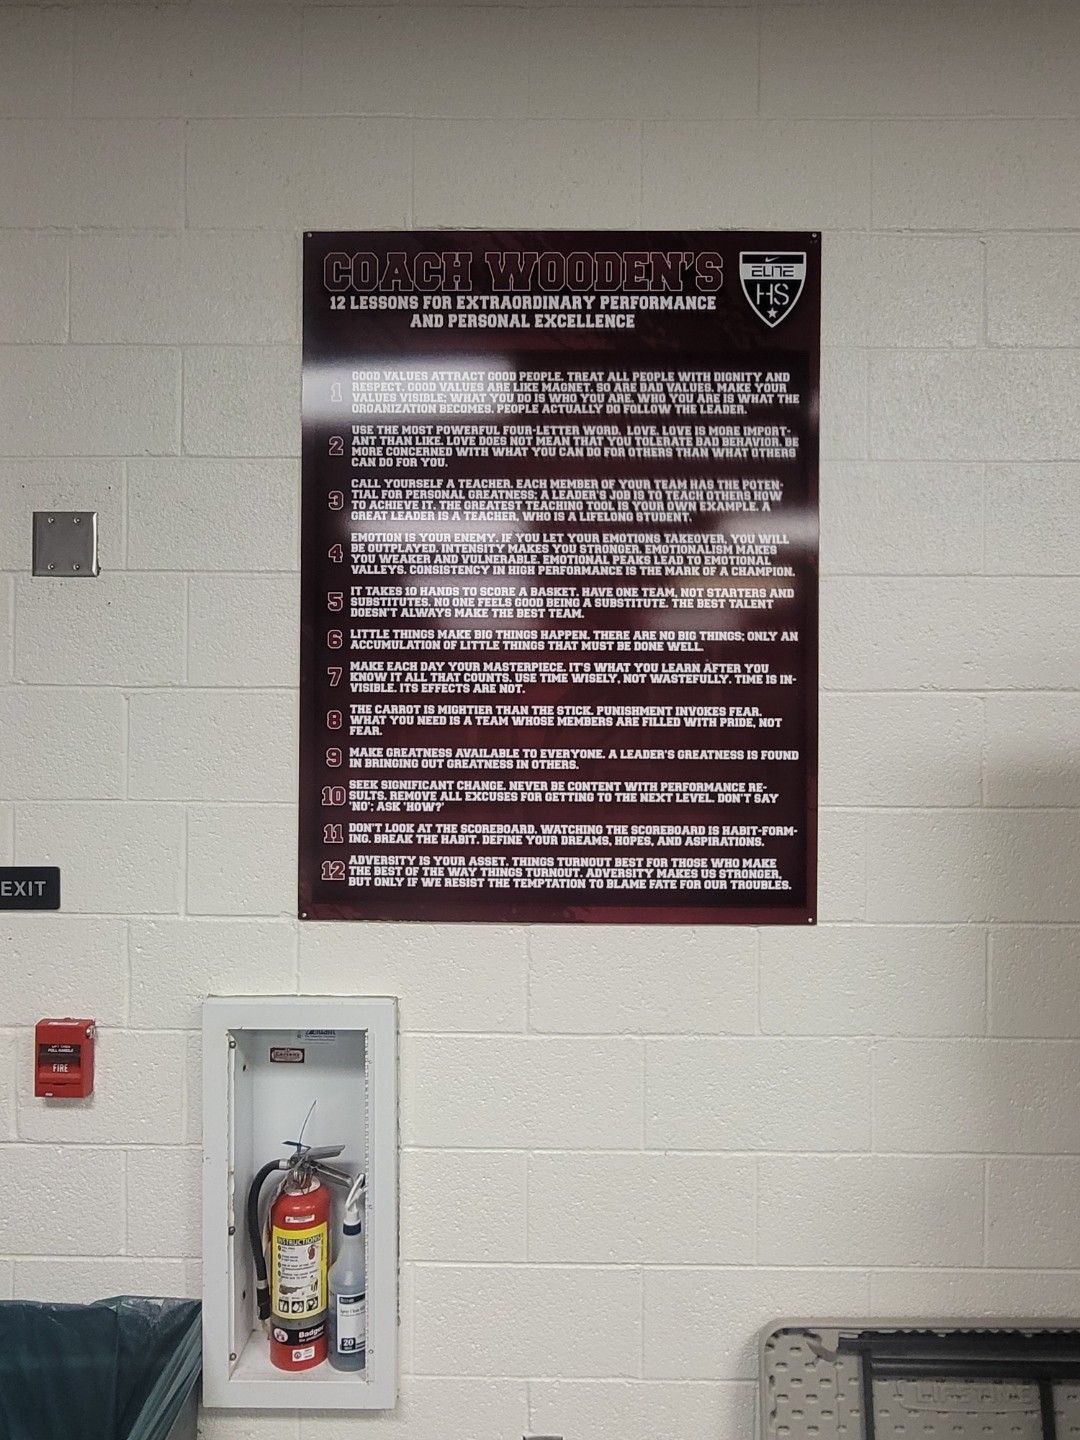 COACH WOODEN'S
12 LESSONS FOR EXTRAORDINARY PERFORMANCE
AND PERSONAL EXCELLENCE
ELITE
HS
1 GOOD VALUES ATTRACT GOOD PEOPLE. TREAT ALL PEOPLE WITH DIGNITY AND
RESPECT. GOOD VALUES ARE LIKE MAGNET. SO ARE BAD VALUES. MAKE YOUR
VALUES VISIBLE; WHAT YOU DO IS WHO YOU ARE. WHO YOU ARE IS WHAT THE
ORGANIZATION BECOMES. PEOPLE ACTUALLY DO FOLLOW THE LEADER.
2 USE THE MOST POWERFUL FOUR-LETTER WORD. LOVE. LOVE IS MORE IMPORT-
ANT THAN LIKE. LOVE DOES NOT MEAN THAT YOU TOLERATE BAD BEHAVIOR. BE
MORE CONCERNED WITH WHAT YOU CAN DO FOR OTHERS THAN WHAT OTHERS
CAN DO FOR YOU.
3 CALL YOURSELF A TEACHER. EACH MEMBER OF YOUR TEAM HAS THE POTEN-
TIAL FOR PERSONAL GREATNESS; A LEADER'S JOB IS TO TEACH OTHERS HOW
TO ACHIEVE IT. THE GREATEST TEACHING TOOL IS YOUR OWN EXAMPLE. A
GREAT LEADER IS A TEACHER, WHO IS A LIFELONG STUDENT.
4 EMOTION IS YOUR ENEMY. IF YOU LET YOUR EMOTIONS TAKEOVER, YOU WILL
BE OUTPLAYED. INTENSITY MAKES YOU STRONGER. EMOTIONALISM MAKES
YOU WEAKER AND VULNERABLE. EMOTIONAL PEAKS LEAD TO EMOTIONAL
VALLEYS. CONSISTENCY IN HIGH PERFORMANCE IS THE MARK OF A CHAMPION.
5 IT TAKES 10 HANDS TO SCORE A BASKET. HAVE ONE TEAM, NOT STARTERS AND
SUBSTITUTES. NO ONE FEELS GOOD BEING A SUBSTITUTE. THE BEST TALENT
DOESN'T ALWAYS MAKE THE BEST TEAM.
6 LITTLE THINGS MAKE BIG THINGS HAPPEN. THERE ARE NO BIG THINGS; ONLY AN
ACCUMULATION OF LITTLE THINGS THAT MUST BE DONE WELL.
7 MAKE EACH DAY YOUR MASTERPIECE. IT'S WHAT YOU LEARN AFTER YOU
KNOW IT ALL THAT COUNTS. USE TIME WISELY, NOT WASTEFULLY. TIME IS IN-
VISIBLE. ITS EFFECTS ARE NOT.
8 THE CARROT IS MIGHTIER THAN THE STICK. PUNISHMENT INVOKES FEAR.
WHAT YOU NEED IS A TEAM WHOSE MEMBERS ARE FILLED WITH PRIDE, NOT
FEAR.
9 MAKE GREATNESS AVAILABLE TO EVERYONE. A LEADER'S GREATNESS IS FOUND
IN BRINGING OUT GREATNESS IN OTHERS.
10 SEEK SIGNIFICANT CHANGE. NEVER BE CONTENT WITH PERFORMANCE RE-
SULTS. REMOVE ALL EXCUSES FOR GETTING TO THE NEXT LEVEL. DON'T SAY
'NO'; ASK 'HOW?'
11 DON'T LOOK AT THE SCOREBOARD. WATCHING THE SCOREBOARD IS HABIT-FORM-
ING. BREAK THE HABIT. DEFINE YOUR DREAMS, HOPES, AND ASPIRATIONS.
12 ADVERSITY IS YOUR ASSET. THINGS TURNOUT BEST FOR THOSE WHO MAKE
THE BEST OF THE WAY THINGS TURNOUT. ADVERSITY MAKES US STRONGER,
BUT ONLY IF WE RESIST THE TEMPTATION TO BLAME FATE FOR OUR TROUBLES.
EXIT
PULL HANDLE
FIRE
INSTRUCTIONS
Badger
20
LIFETIME